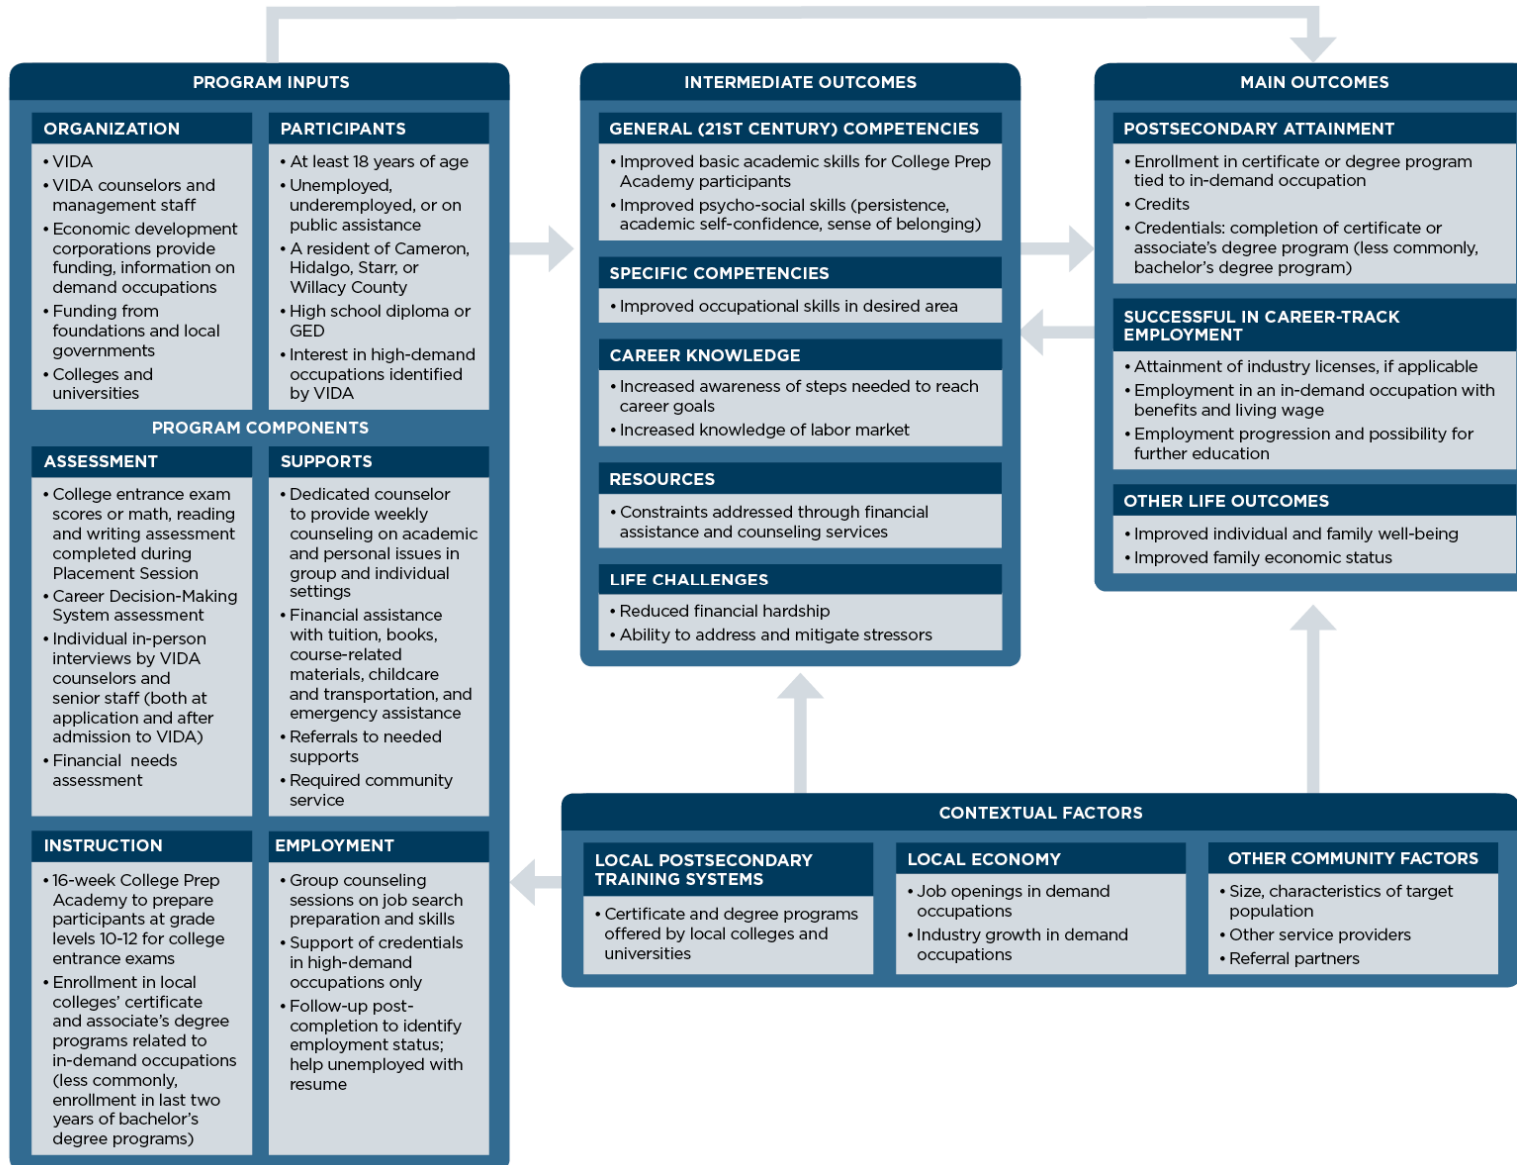 PROGRAM INPUTS
ORGANIZATION
• VIDA
• VIDA counselors and
management staff
• Economic development
corporations provide
funding, information on
demand occupations
• Funding from
foundations and local
governments
• Colleges and
universities
PARTICIPANTS
• At least 18 years of age
• Unemployed,
underemployed, or on
public assistance
• A resident of Cameron,
Hidalgo, Starr, or
Willacy County
• High school diploma or
GED
• Interest in high-demand
occupations identified
by VIDA
PROGRAM COMPONENTS
ASSESSMENT
• College entrance exam
scores or math, reading
and writing assessment
completed during
Placement Session
• Career Decision-Making
System assessment
• Individual in-person
interviews by VIDA
counselors and
senior staff (both at
application and after
admission to VIDA)
• Financial needs
assessment
SUPPORTS
• Dedicated counselor
to provide weekly
counseling on academic
and personal issues in
group and individual
settings
• Financial assistance
with tuition, books,
course-related
materials, childcare
and transportation, and
emergency assistance
• Referrals to needed
supports
• Required community
service
INSTRUCTION
• 16-week College Prep
Academy to prepare
participants at grade
levels 10-12 for college
entrance exams
• Enrollment in local
colleges' certificate
and associate's degree
programs related to
in-demand occupations
(less commonly,
enrollment in last two
years of bachelor's
degree programs)
EMPLOYMENT
• Group counseling
sessions on job search
preparation and skills
• Support of credentials
in high-demand
occupations only
• Follow-up post-
completion to identify
employment status;
help unemployed with
resume
INTERMEDIATE OUTCOMES
GENERAL (21ST CENTURY) COMPETENCIES
• Improved basic academic skills for College Prep
Academy participants
• Improved psycho-social skills (persistence,
academic self-confidence, sense of belonging)
SPECIFIC COMPETENCIES
• Improved occupational skills in desired area
CAREER KNOWLEDGE
• Increased awareness of steps needed to reach
career goals
• Increased knowledge of labor market
RESOURCES
• Constraints addressed through financial
assistance and counseling services
LIFE CHALLENGES
• Reduced financial hardship
• Ability to address and mitigate stressors
MAIN OUTCOMES
POSTSECONDARY ATTAINMENT
• Enrollment in certificate or degree program
tied to in-demand occupation
• Credits
• Credentials: completion of certificate or
associate's degree program (less commonly,
bachelor's degree program)
SUCCESSFUL IN CAREER-TRACK
EMPLOYMENT
• Attainment of industry licenses, if applicable
• Employment in an in-demand occupation with
benefits and living wage
• Employment progression and possibility for
further education
OTHER LIFE OUTCOMES
• Improved individual and family well-being
• Improved family economic status
CONTEXTUAL FACTORS
LOCAL POSTSECONDARY
TRAINING SYSTEMS
• Certificate and degree programs
offered by local colleges and
universities
LOCAL ECONOMY
• Job openings in demand
occupations
• Industry growth in demand
occupations
OTHER COMMUNITY FACTORS
• Size, characteristics of target
population
• Other service providers
• Referral partners